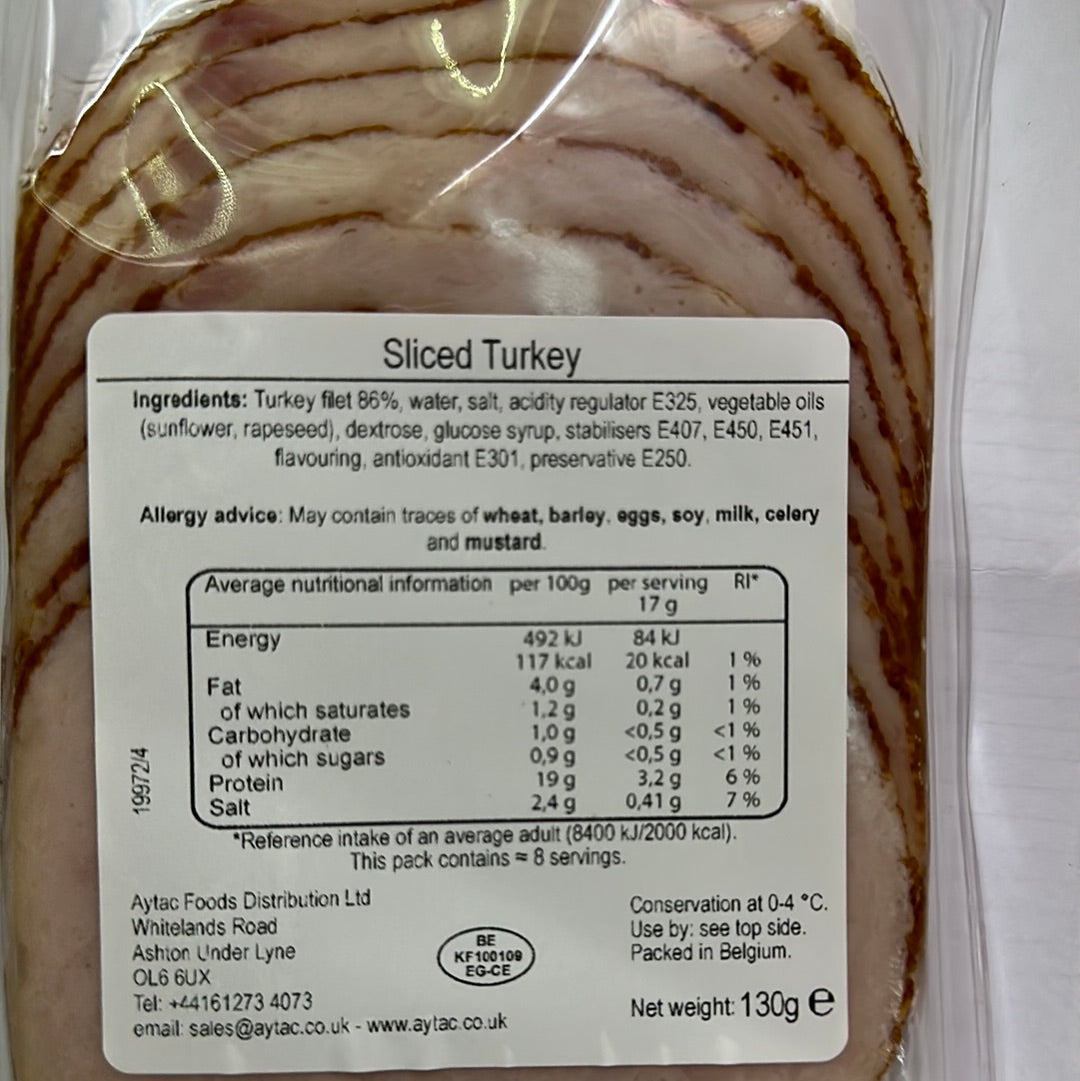 Sliced Turkey
Ingredients: Turkey filet 86%, water, salt, acidity regulator E325, vegetable oils
(sunflower, rapeseed), dextrose, glucose syrup, stabilisers E407, E450, E451,
flavouring, antioxidant E301, preservative E250.
Allergy advice: May contain traces of wheat, barley, eggs, soy, milk, celery
and mustard.
Average nutritional information per 100g per serving RI*
17 g
Energy 492 kJ 84 kJ
117 kcal 20 kcal 1 %
Fat 4,0 g 0,7 g 1 %
of which saturates 1,2 g 0,2 g 1 %
Carbohydrate 1,0 g <0,5 g <1 %
of which sugars 0,9 g <0,5 g <1 %
Protein 19 g 3,2 g 6 %
Salt 2,4 g 0,41 g 7 %
19972/4
*Reference intake of an average adult (8400 kJ/2000 kcal).
This pack contains ≈ 8 servings.
Aytac Foods Distribution Ltd
Whitelands Road
Ashton Under Lyne
OL6 6UX
Tel: +44161273 4073
email: sales@aytac.co.uk - www.aytac.co.uk
BE
KF100109
EG-CE
Conservation at 0-4 °C.
Use by: see top side.
Packed in Belgium.
Net weight: 130g e